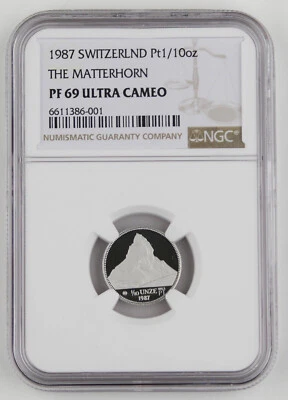 1987 SWITZERLND Pt1/10oz
THE MATTERHORN
PF 69 ULTRA CAMEO
6611386-001
NUMISMATIC GUARANTY COMPANY
NGC
1/10 UNZE
PT
1987